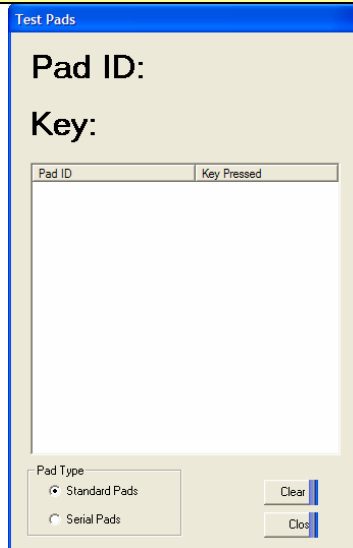 Test Pads
Pad ID:
Key:
Pad ID Key Pressed
Pad Type
Standard Pads
Clear
Serial Pads
Clos